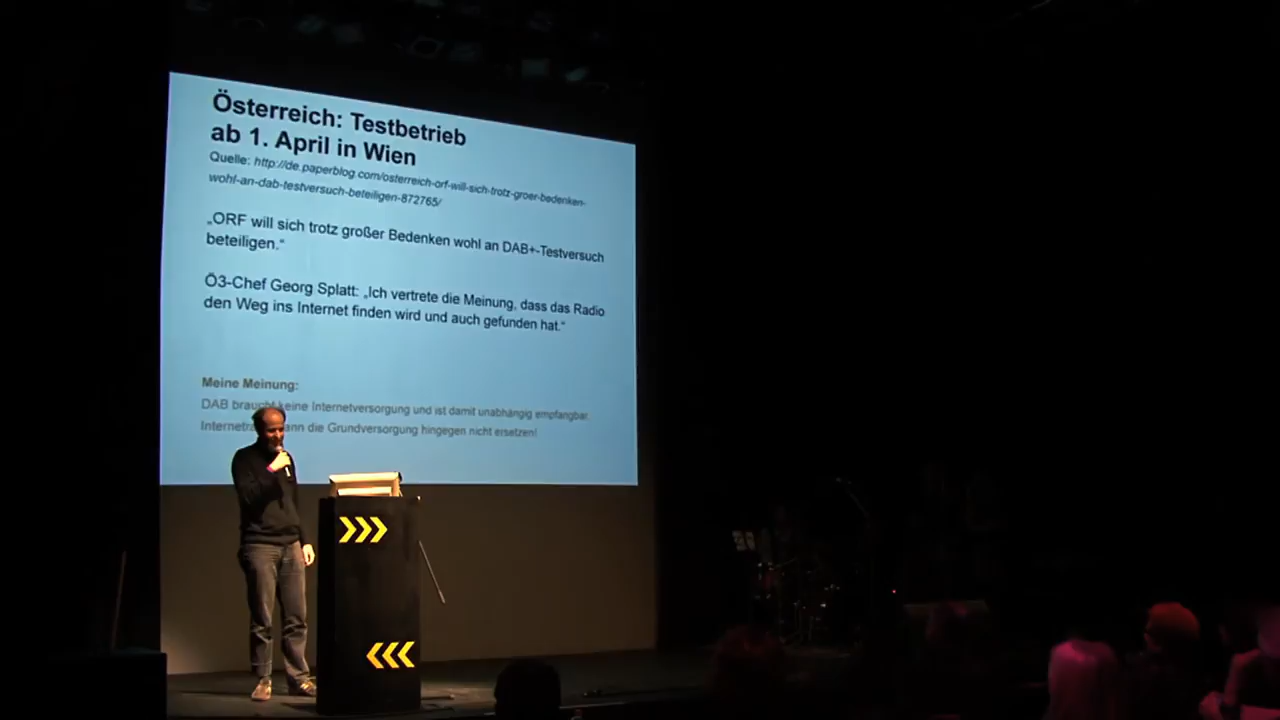 Österreich: Testbetrieb
ab 1. April in Wien
Quelle: http://de.paperblog.com/osterreich-orf-will-sich-trotz-groer-bedenken-
wohl-an-dab-testversuch-beteiligen-872765/
„ORF will sich trotz großer Bedenken wohl an DAB+-Testversuch
beteiligen.“
Ö3-Chef Georg Splatt: „Ich vertrete die Meinung, dass das Radio
den Weg ins Internet finden wird und auch gefunden hat.“
Meine Meinung:
DAB braucht keine Internetversorgung und ist damit unabhängig empfangbar.
die Grundversorgung hingegen nicht ersetzen!